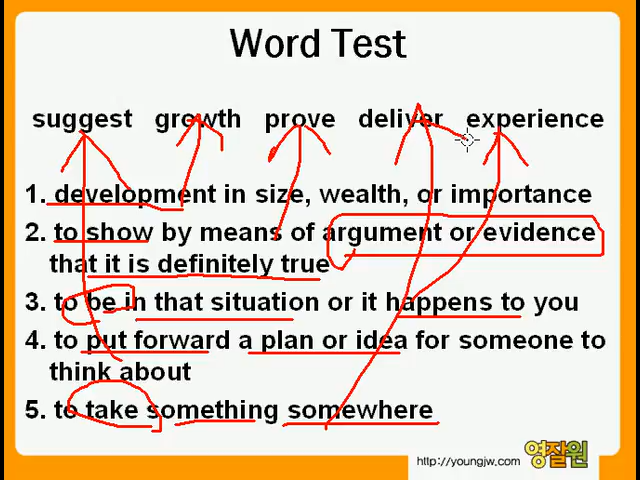 Word Test
suggest growth prove deliver experience
1. development in size, wealth, or importance
2. to show by means of argument or evidence
that it is definitely true
3. to be in that situation or it happens to you
4. to put forward a plan or idea for someone to
think about
5. to take something somewhere
http://youngjw.com 영잘원